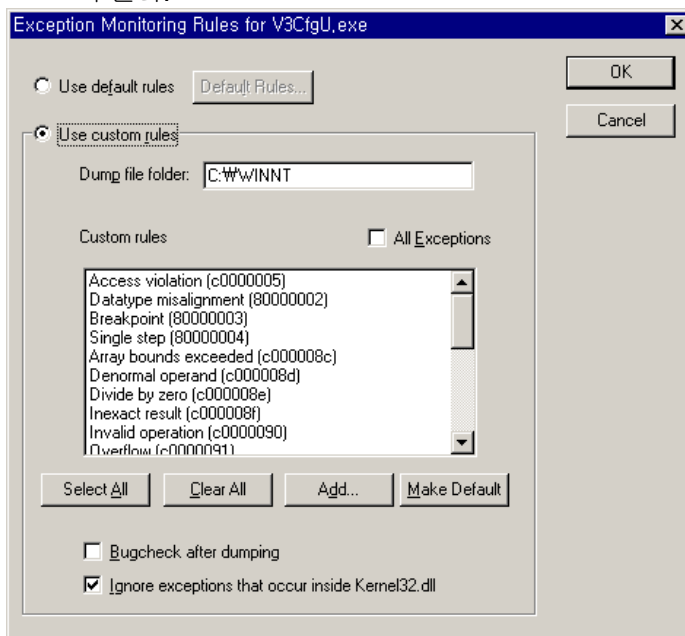 Exception Monitoring Rules for V3CfgU.exe
Use default rules
Default Rules...
OK
Cancel
Use custom rules
Dump file folder: C:₩WINNT
Custom rules
All Exceptions
Access violation (c0000005)
Datatype misalignment (80000002)
Breakpoint (80000003)
Single step (80000004)
Array bounds exceeded (c000008c)
Denormal operand (c000008d)
Divide by zero (c000008e)
Inexact result (c000008f)
Invalid operation (c0000090)
Overflow (c0000091)
Select All
Clear All
Add...
Make Default
Bugcheck after dumping
Ignore exceptions that occur inside Kernel32.dll